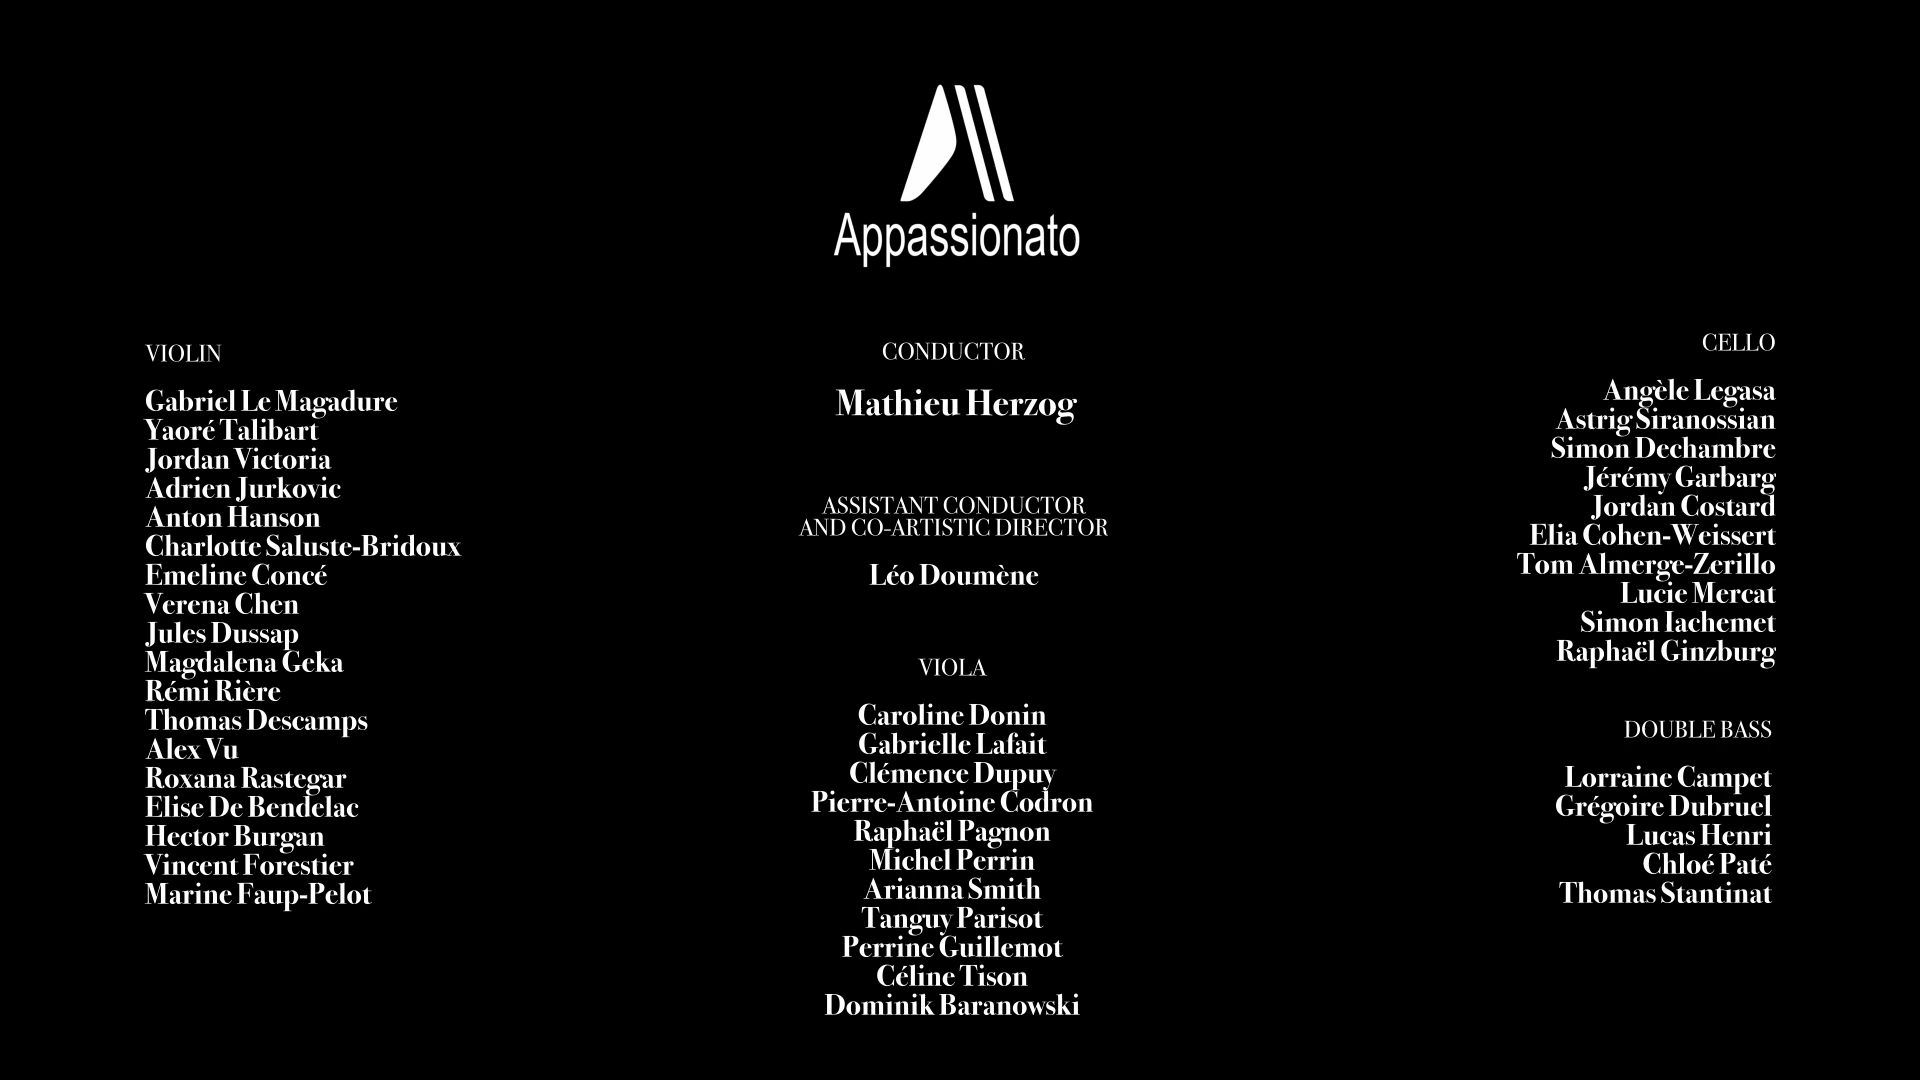 Appassionato
VIOLIN
Gabriel Le Magadure
Yaoré Talibart
Jordan Victoria
Adrien Jurkovic
Anton Hanson
Charlotte Saluste-Bridoux
Emeline Concé
Verena Chen
Jules Dussap
Magdalena Geka
Rémi Rière
Thomas Descamps
Alex Vu
Roxana Rastegar
Elise De Bendelac
Hector Burgan
Vincent Forestier
Marine Faup-Pelot
CONDUCTOR
Mathieu Herzog
ASSISTANT CONDUCTOR
AND CO-ARTISTIC DIRECTOR
Léo Doumène
VIOLA
Caroline Donin
Gabrielle Lafait
Clémence Dupuy
Pierre-Antoine Codron
Raphaël Pagnon
Michel Perrin
Arianna Smith
Tanguy Parisot
Perrine Guillemot
Céline Tison
Dominik Baranowski
CELLO
Angèle Legasa
Astrig Siranossian
Simon Dechambre
Jérémy Garbarg
Jordan Costard
Elia Cohen-Weissert
Tom Almerge-Zerillo
Lucie Mercat
Simon Iachemet
Raphaël Ginzburg
DOUBLE BASS
Lorraine Campet
Grégoire Dubruel
Lucas Henri
Chloé Paté
Thomas Stantinat